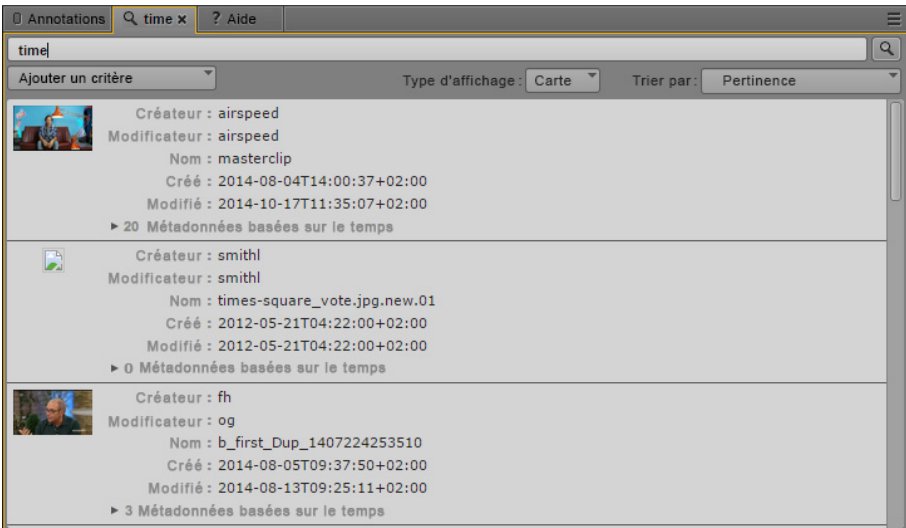 Annotations time x ? Aide
time
Ajouter un critère Type d'affichage : Carte Trier par : Pertinence
Créateur : airspeed
Modificateur : airspeed
Nom : masterclip
Créé : 2014-08-04T14:00:37+02:00
Modifié : 2014-10-17T11:35:07+02:00
20 Métadonnées basées sur le temps
Créateur : smithl
Modificateur : smithl
Nom : times-square_vote.jpg.new.01
Créé : 2012-05-21T04:22:00+02:00
Modifié : 2012-05-21T04:22:00+02:00
0 Métadonnées basées sur le temps
Créateur : fh
Modificateur : og
Nom : b_first_Dup_1407224253510
Créé : 2014-08-05T09:37:50+02:00
Modifié : 2014-08-13T09:25:11+02:00
3 Métadonnées basées sur le temps